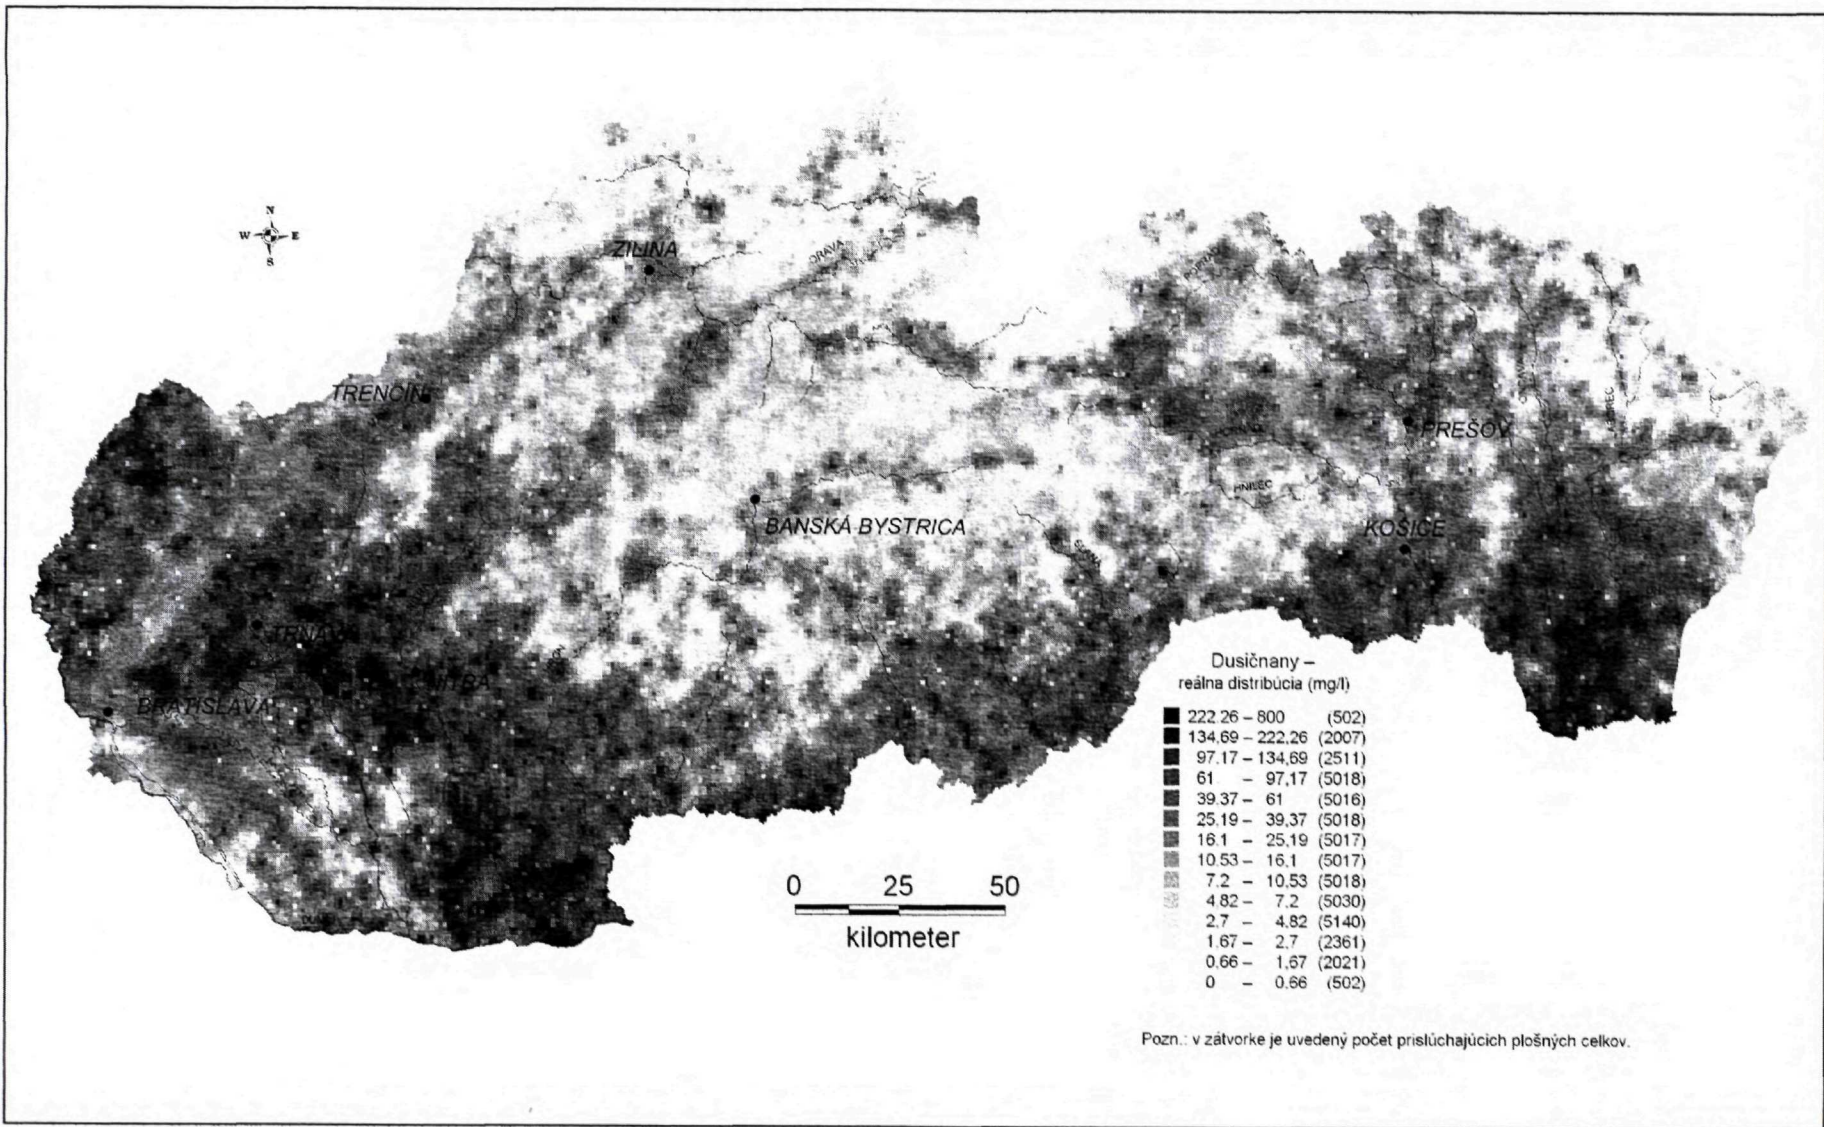 N
W E
S
ŽILINA
ORAVA
POPRAD
TRENČÍN
PREŠOV
HNILEC
BANSKÁ BYSTRICA
KOŠICE
SLANÁ
TRNAVA
NITRA
BRATISLAVA
Dusičnany –
reálna distribúcia (mg/l)
222.26 – 800 (502)
134,69 – 222,26 (2007)
97.17 – 134,69 (2511)
61 – 97,17 (5018)
39.37 – 61 (5016)
25,19 – 39,37 (5018)
16.1 – 25,19 (5017)
10.53 – 16.1 (5017)
7.2 – 10,53 (5018)
4.82 – 7.2 (5030)
2.7 – 4,82 (5140)
1.67 – 2.7 (2361)
0,66 – 1,67 (2021)
0 – 0.66 (502)
0 25 50
kilometer
Pozn.: v zátvorke je uvedený počet prislúchajúcich plošných celkov.